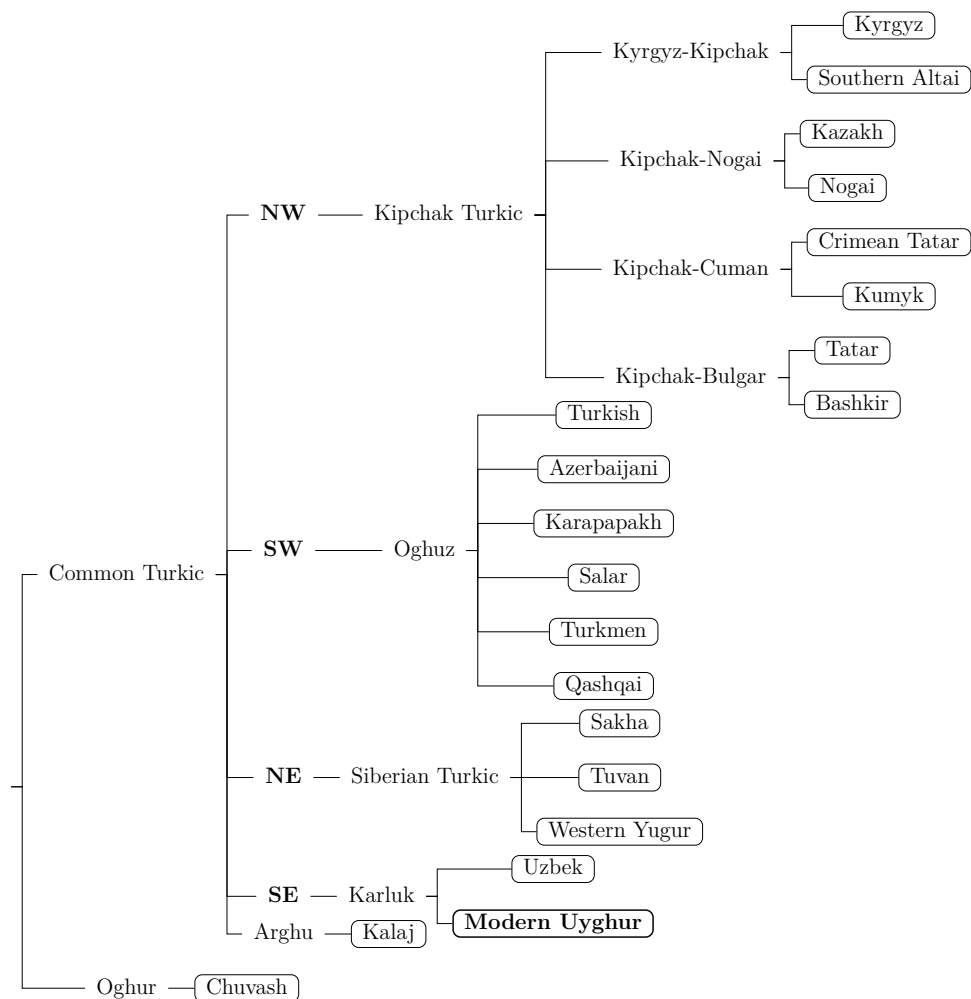 Kyrgyz
Kyrgyz-Kipchak
Southern Altai
Kazakh
Kipchak-Nogai
Nogai
NW
Kipchak Turkic
Crimean Tatar
Kipchak-Cuman
Kumyk
Tatar
Kipchak-Bulgar
Bashkir
Turkish
Azerbaijani
Karapapakh
SW
Oghuz
Common Turkic
Salar
Turkmen
Qashqai
Sakha
NE
Siberian Turkic
Tuvan
Western Yugur
Uzbek
SE
Karluk
Modern Uyghur
Arghu
Kalaj
Oghur
Chuvash